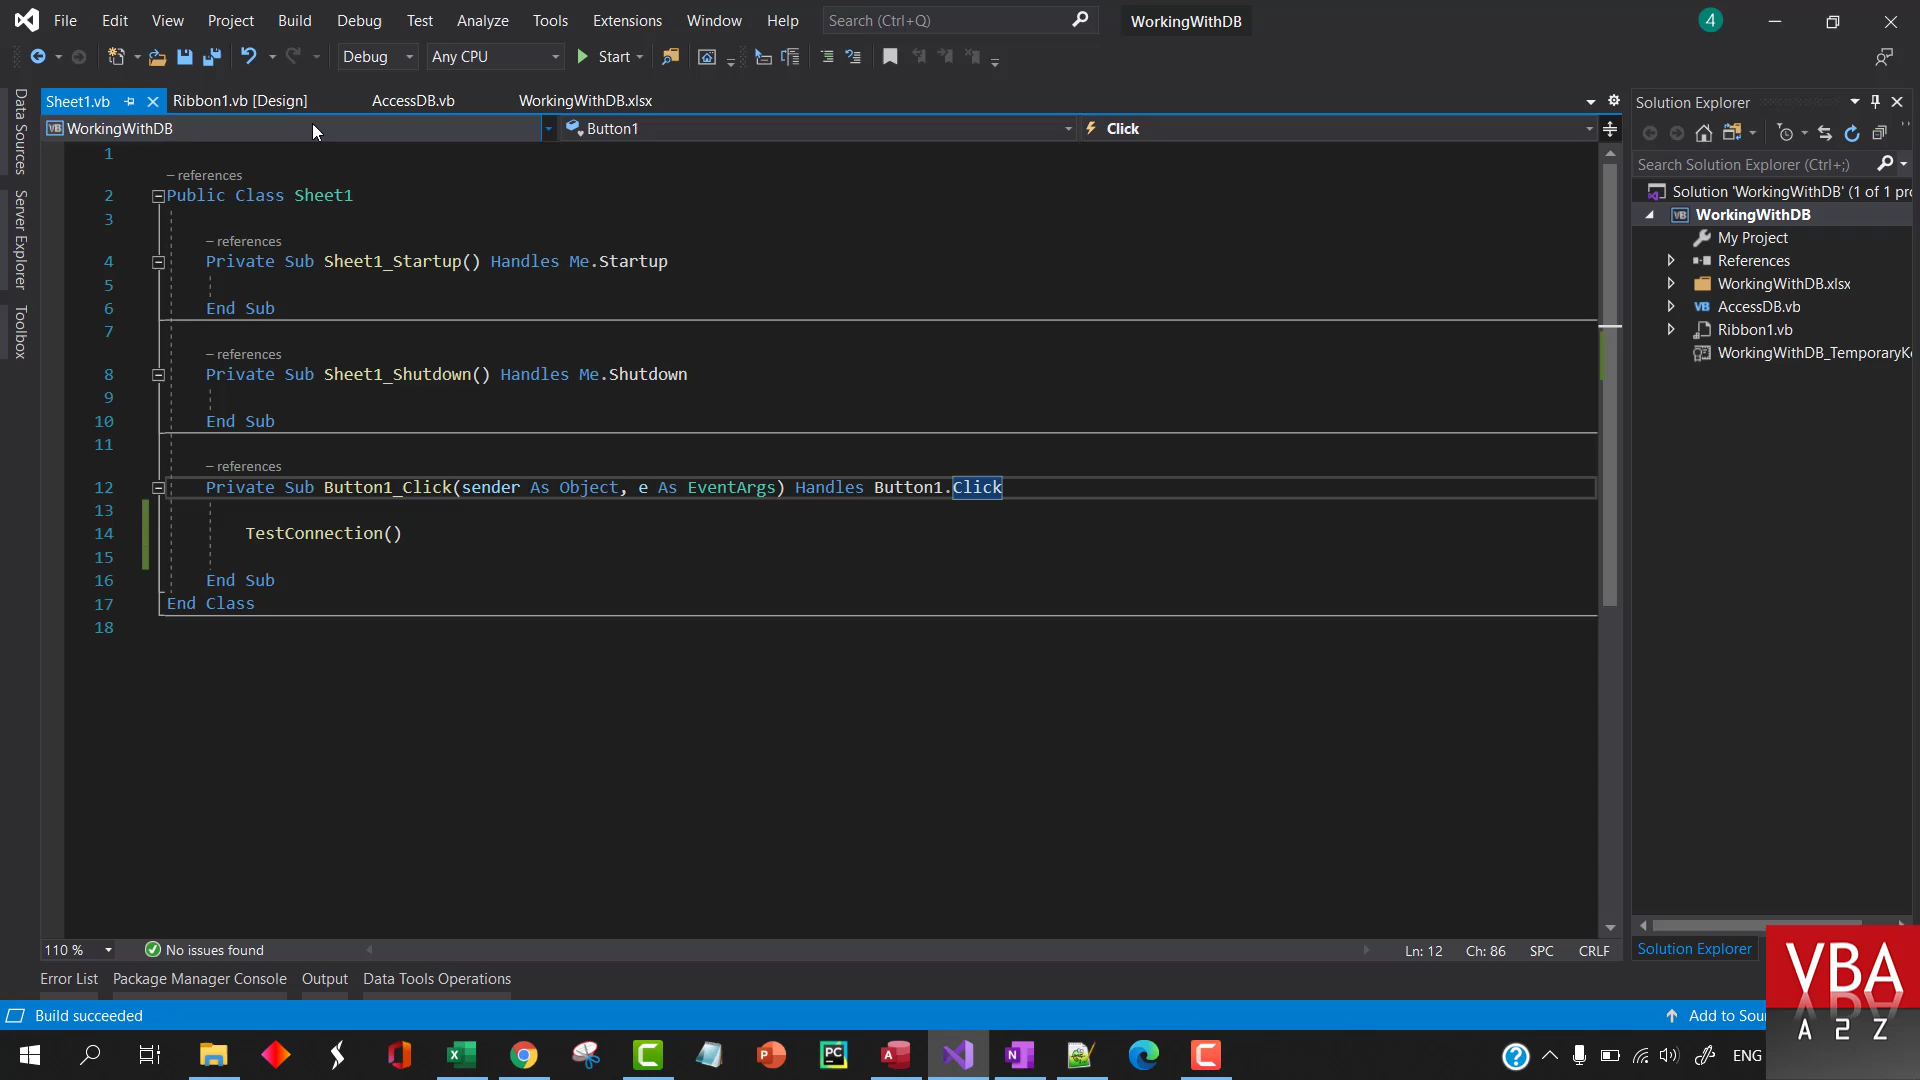 File Edit View Project Build Debug Test Analyze Tools Extensions Window Help Search (Ctrl+Q) WorkingWithDB 4
Debug Any CPU Start
Sheet1.vb Ribbon1.vb [Design] AccessDB.vb WorkingWithDB.xlsx
VB WorkingWithDB Button1 Click
Data Sources
Server Explorer
Toolbox
1
references
2 Public Class Sheet1
3
references
4 Private Sub Sheet1_Startup() Handles Me.Startup
5
6 End Sub
7
references
8 Private Sub Sheet1_Shutdown() Handles Me.Shutdown
9
10 End Sub
11
references
12 Private Sub Button1_Click(sender As Object, e As EventArgs) Handles Button1.Click
13
14 TestConnection()
15
16 End Sub
17 End Class
18
Solution Explorer
Search Solution Explorer (Ctrl+;)
Solution 'WorkingWithDB' (1 of 1 pro
VB WorkingWithDB
My Project
References
WorkingWithDB.xlsx
VB AccessDB.vb
Ribbon1.vb
WorkingWithDB_TemporaryK
110 % No issues found Ln: 12 Ch: 86 SPC CRLF
Solution Explorer
Error List Package Manager Console Output Data Tools Operations
Build succeeded Add to Sour
ENG
VBA
A 2 Z